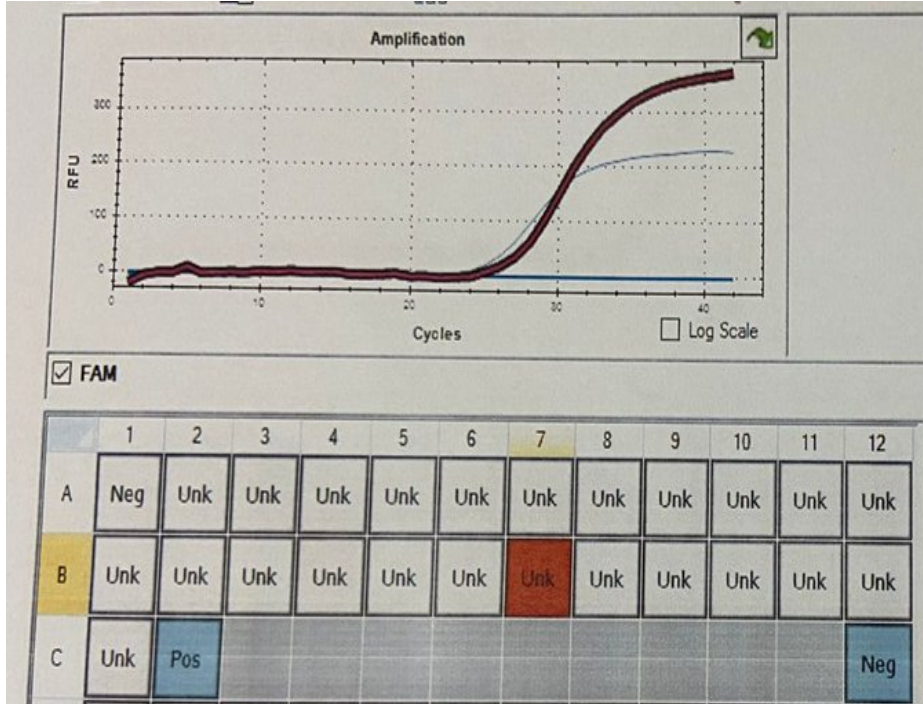 Amplification
300
200
100
0
RFU
0 10 20 30 40
Cycles
Log Scale
FAM
1 2 3 4 5 6 7 8 9 10 11 12
A Neg Unk Unk Unk Unk Unk Unk Unk Unk Unk Unk Unk
B Unk Unk Unk Unk Unk Unk Unk Unk Unk Unk Unk Unk
C Unk Pos Neg